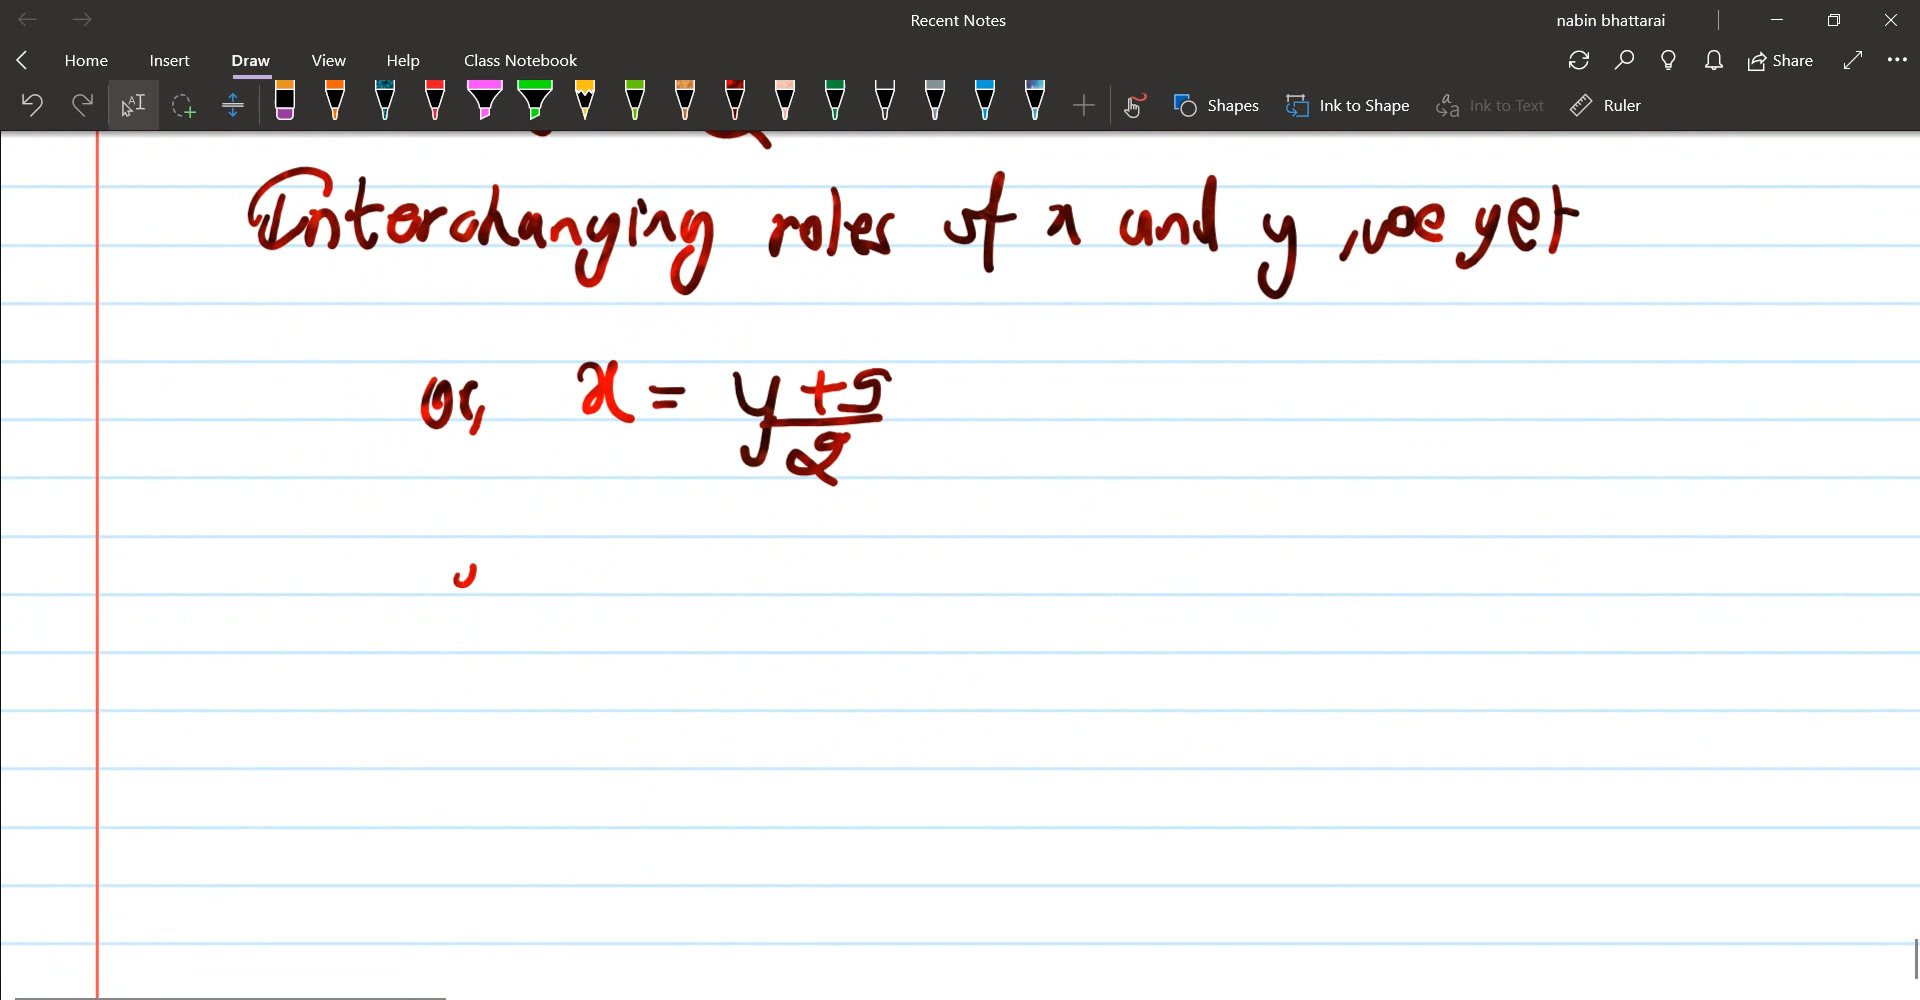 Recent Notes
nabin bhattarai
Home Insert Draw View Help Class Notebook
Share
Shapes Ink to Shape Ink to Text Ruler
Interchanging roles of x and y, we get
or, x = y + 5
2